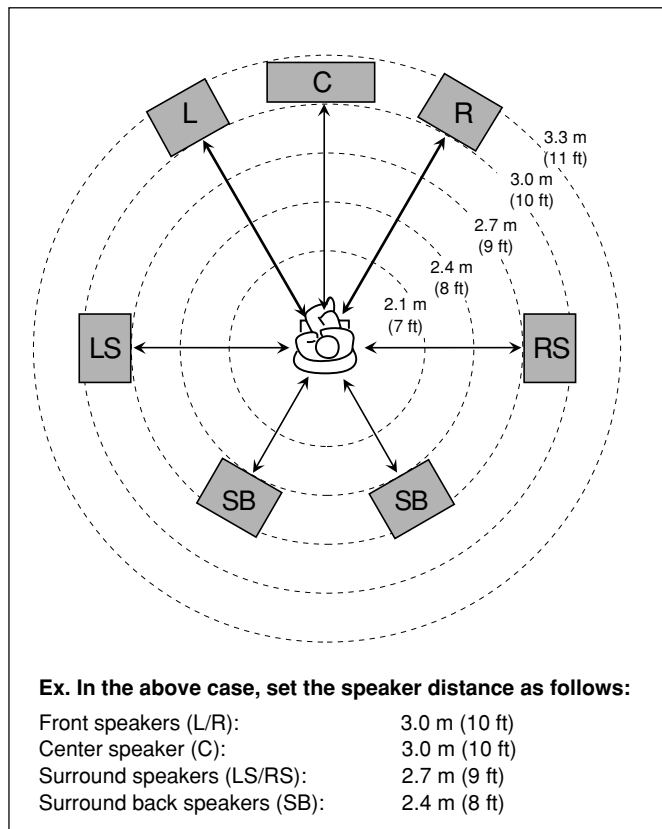 C
L
R
3.3 m
(11 ft)
3.0 m
(10 ft)
2.7 m
(9 ft)
2.4 m
(8 ft)
2.1 m
(7 ft)
LS
RS
SB
SB
Ex. In the above case, set the speaker distance as follows:
Front speakers (L/R): 3.0 m (10 ft)
Center speaker (C): 3.0 m (10 ft)
Surround speakers (LS/RS): 2.7 m (9 ft)
Surround back speakers (SB): 2.4 m (8 ft)